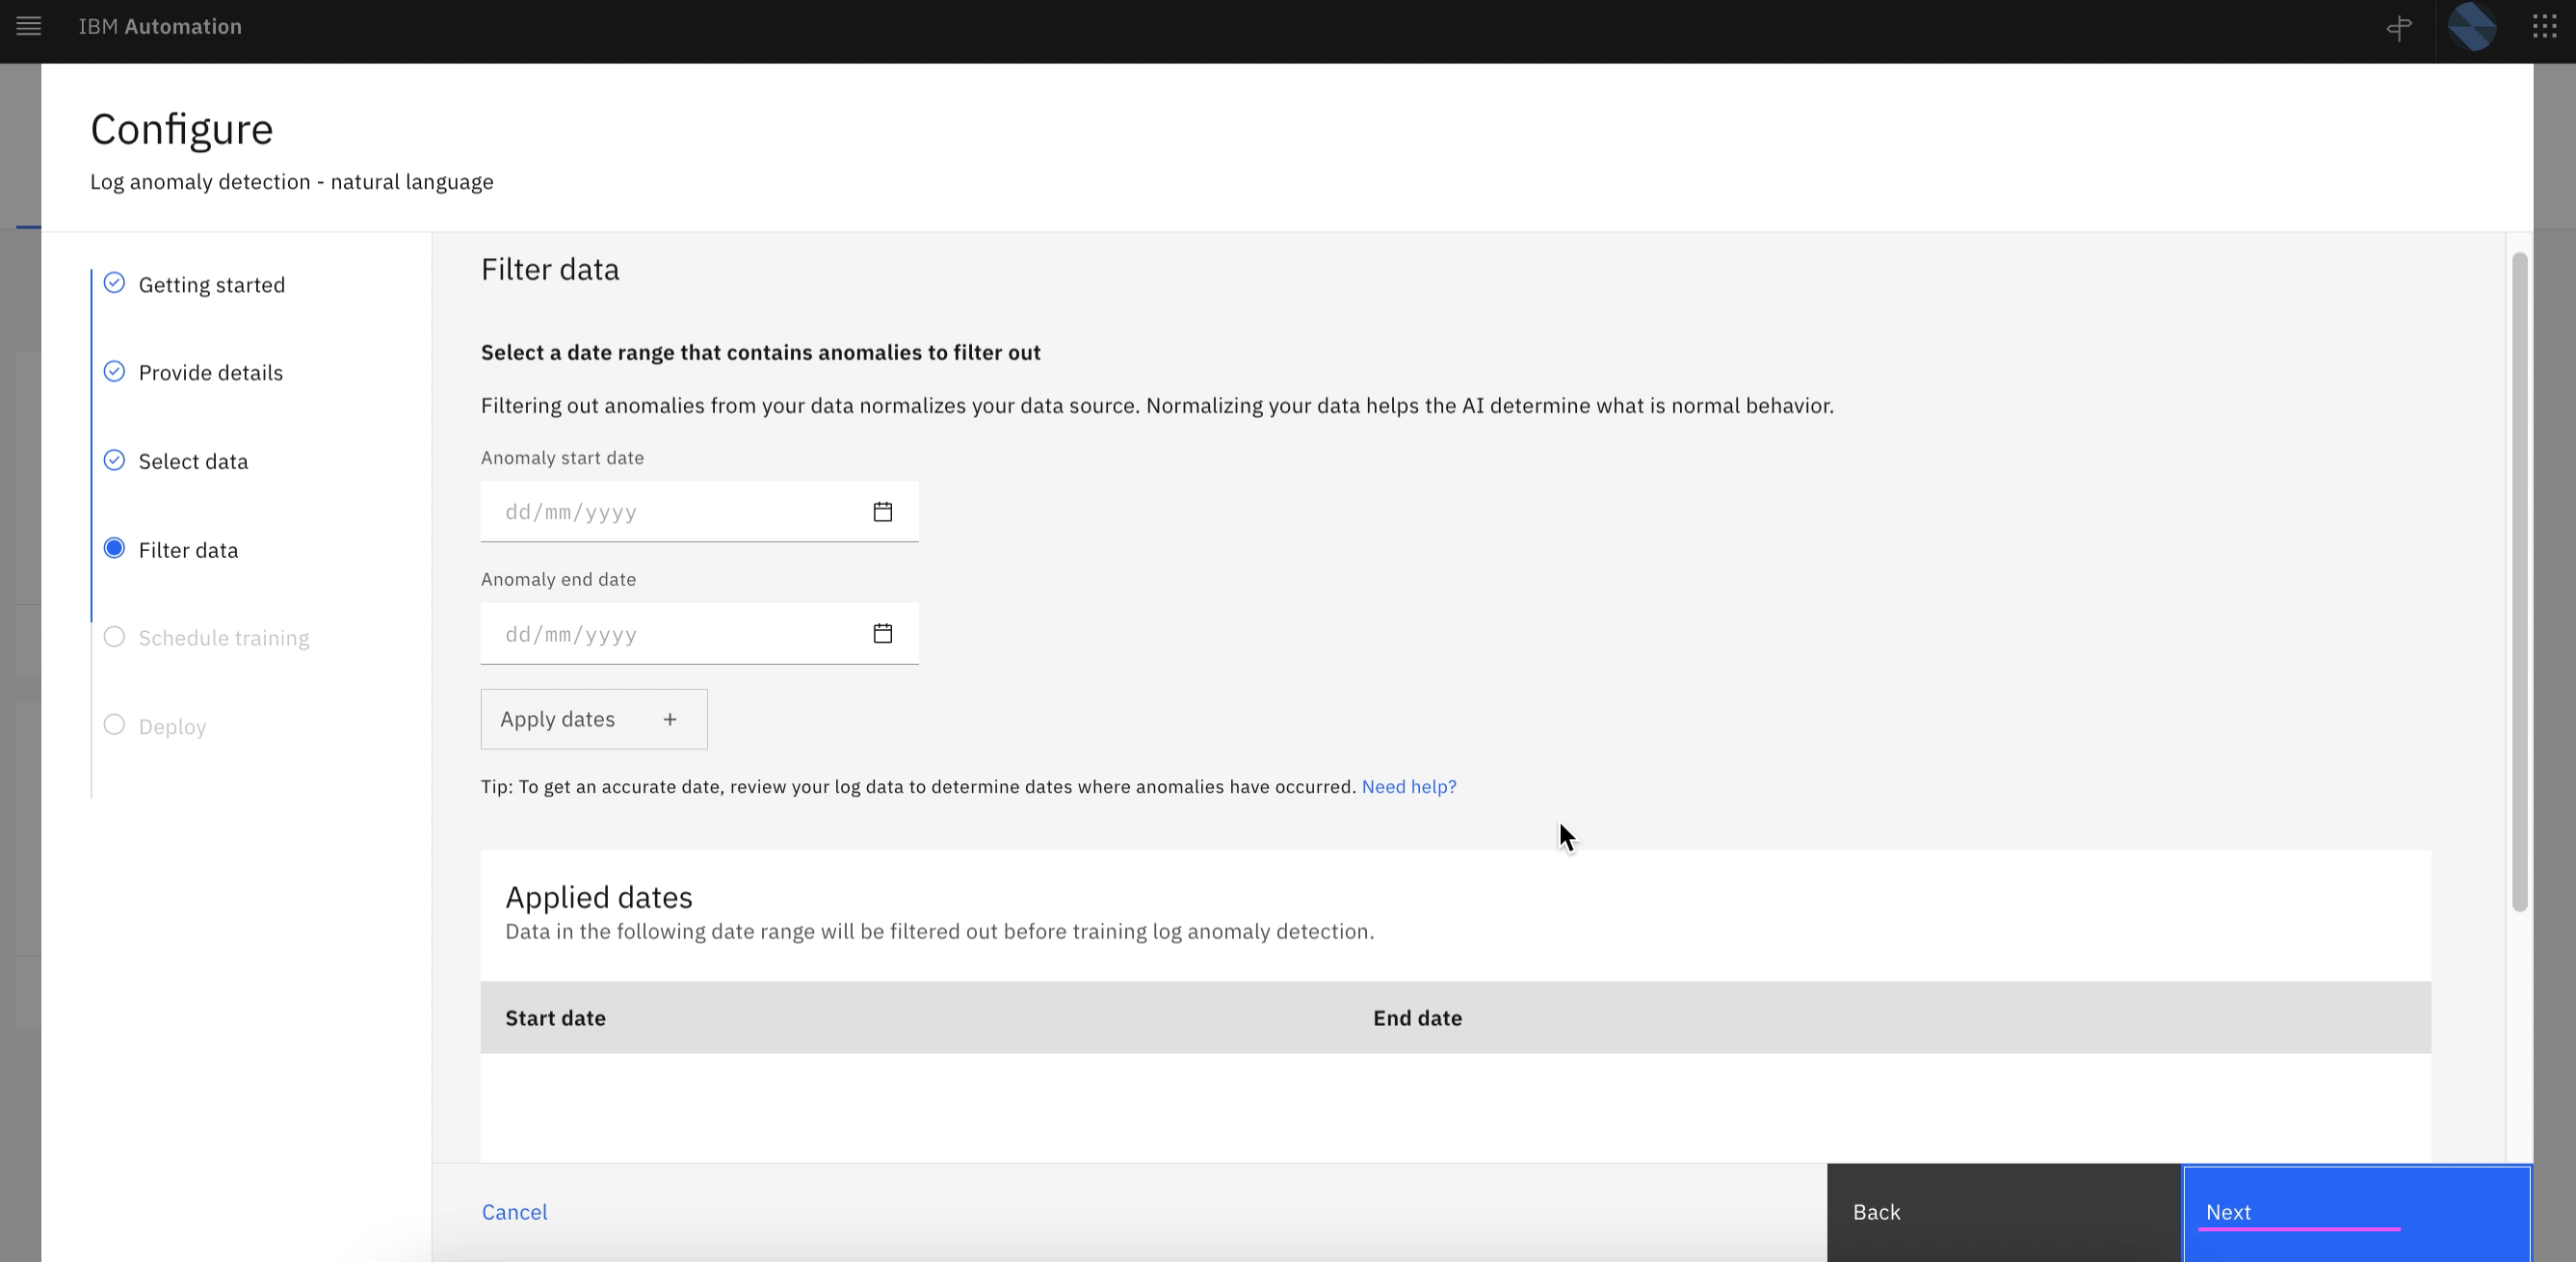 IBM Automation
Configure
Log anomaly detection - natural language
Getting started
Provide details
Select data
Filter data
Schedule training
Deploy
Filter data
Select a date range that contains anomalies to filter out
Filtering out anomalies from your data normalizes your data source. Normalizing your data helps the AI determine what is normal behavior.
Anomaly start date
dd/mm/yyyy
Anomaly end date
dd/mm/yyyy
Apply dates +
Tip: To get an accurate date, review your log data to determine dates where anomalies have occurred. Need help?
Applied dates
Data in the following date range will be filtered out before training log anomaly detection.
Start date End date
Cancel Back Next